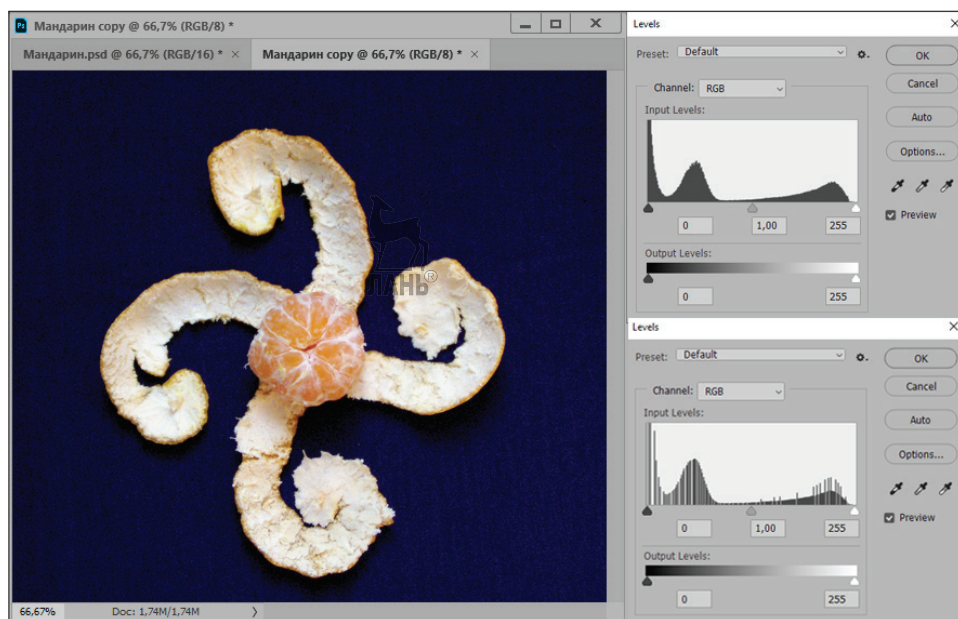 Ps Мандарин copy @ 66,7% (RGB/8) *
Мандарин.psd @ 66,7% (RGB/16) * × Мандарин copy @ 66,7% (RGB/8) * ×
ЛАНЬ®
66,67% Doc: 1,74M/1,74M
Levels
Preset: Default
OK
Channel: RGB
Cancel
Input Levels:
Auto
Options...
Preview
0 1,00 255
Output Levels:
0 255
Levels
Preset: Default
OK
Channel: RGB
Cancel
Input Levels:
Auto
Options...
Preview
0 1,00 255
Output Levels:
0 255